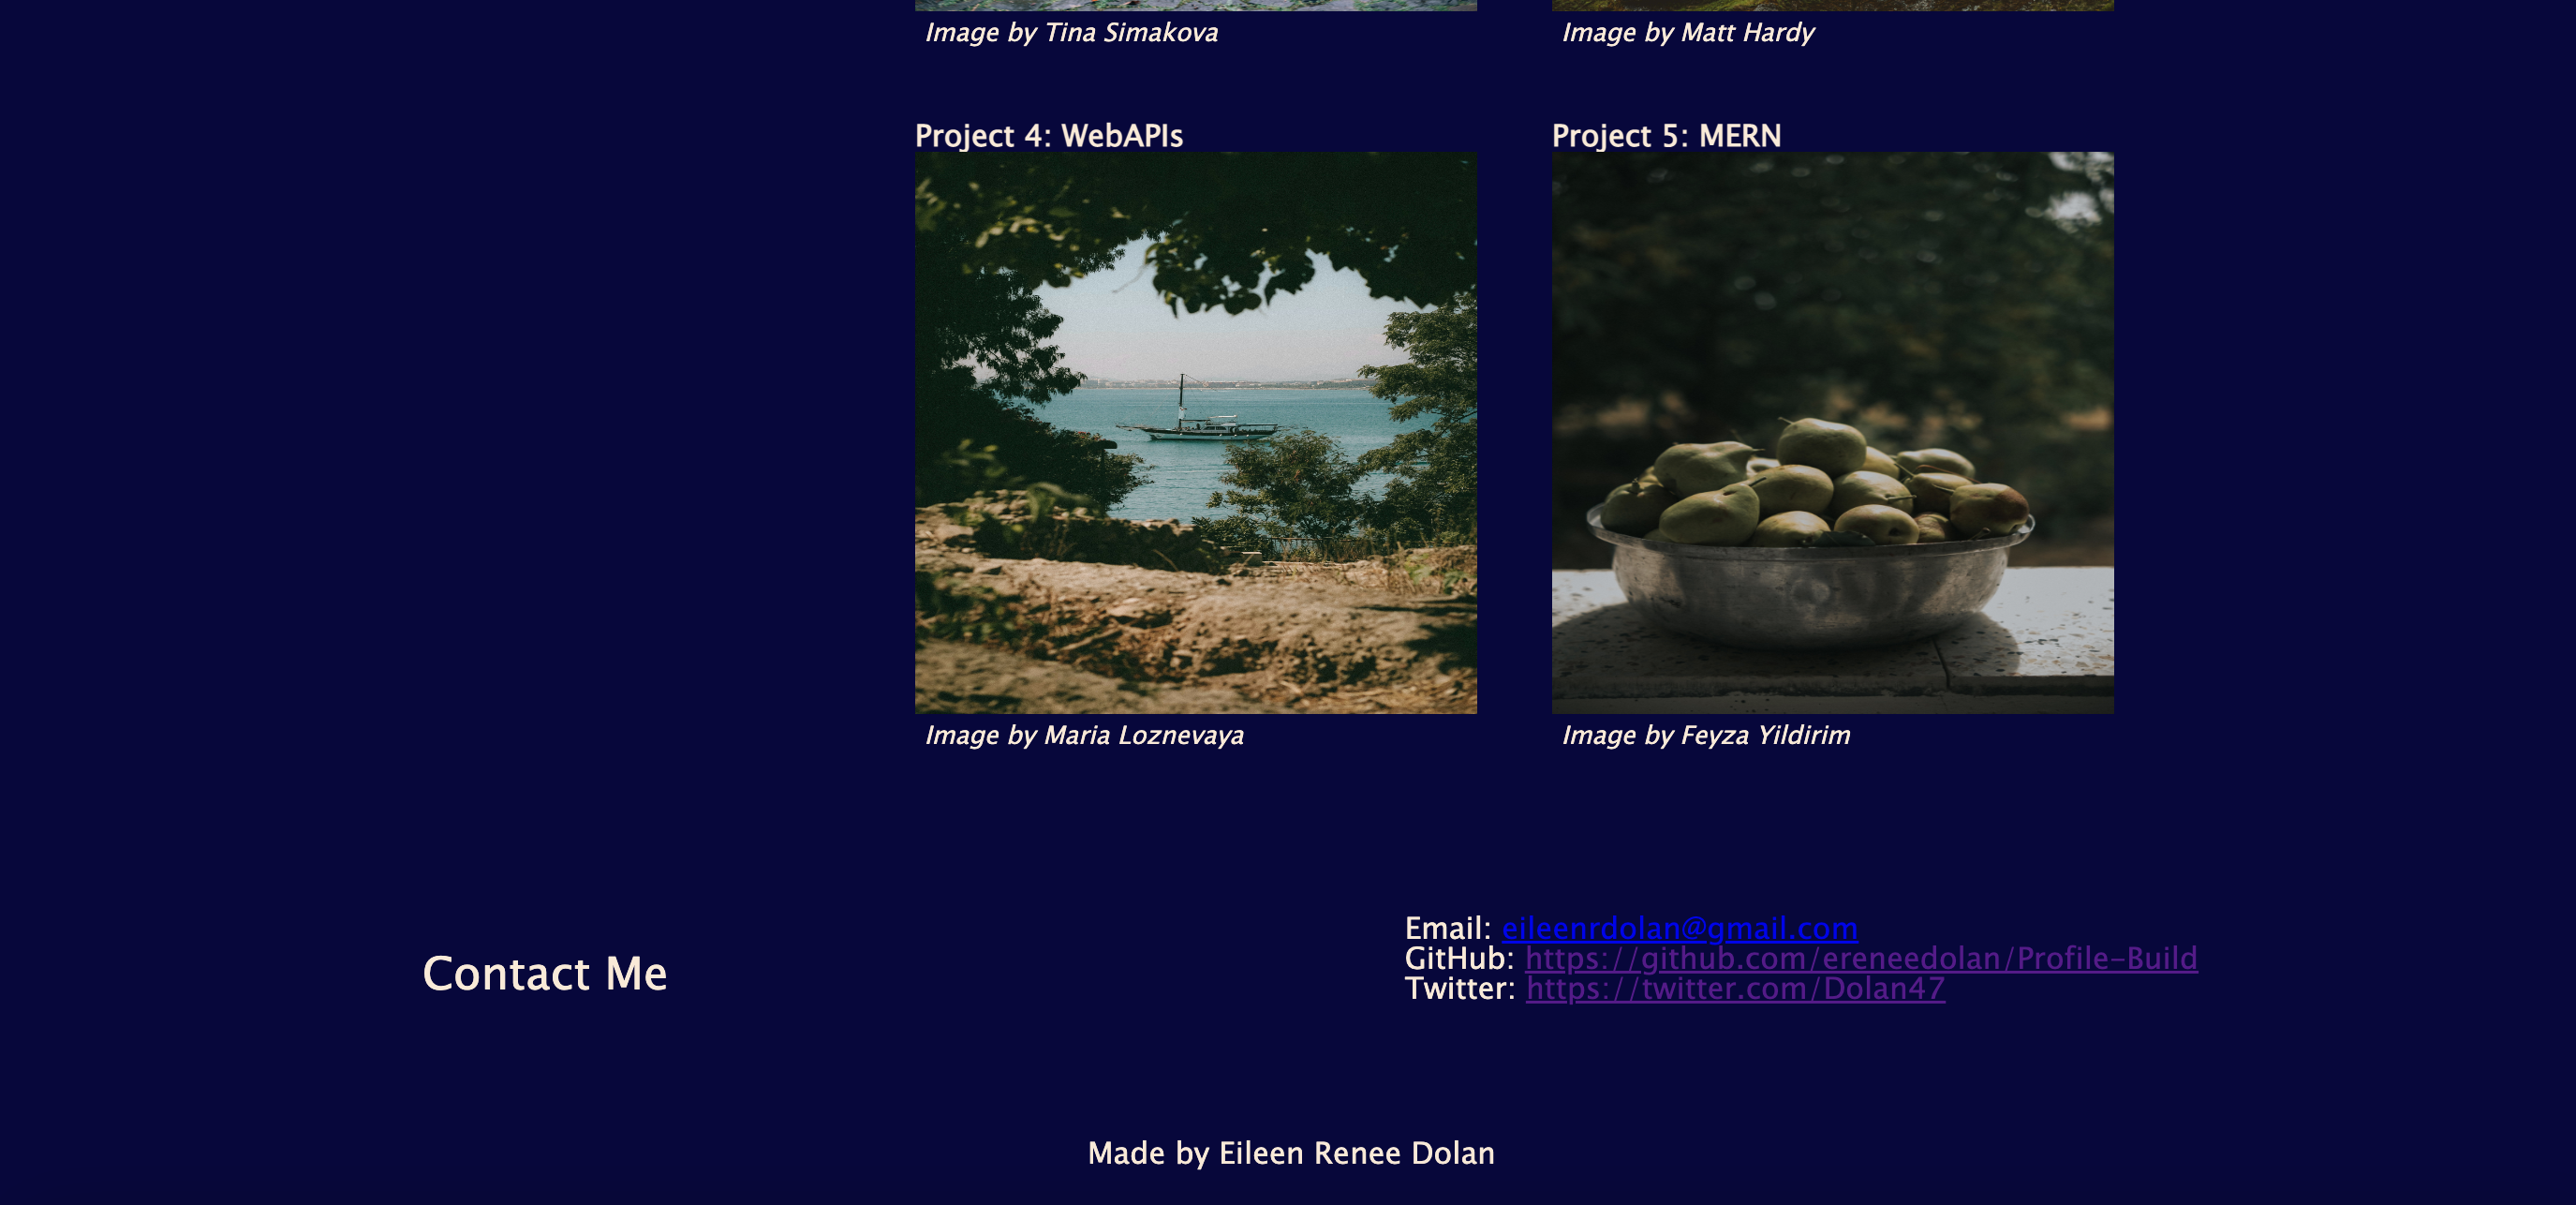 Image by Tina Simakova
Image by Matt Hardy
Project 4: WebAPIs
Project 5: MERN
Image by Maria Loznevaya
Image by Feyza Yildirim
Contact Me
Email: eileenrdolan@gmail.com
GitHub: https://github.com/ereneedolan/Profile-Build
Twitter: https://twitter.com/Dolan47
Made by Eileen Renee Dolan